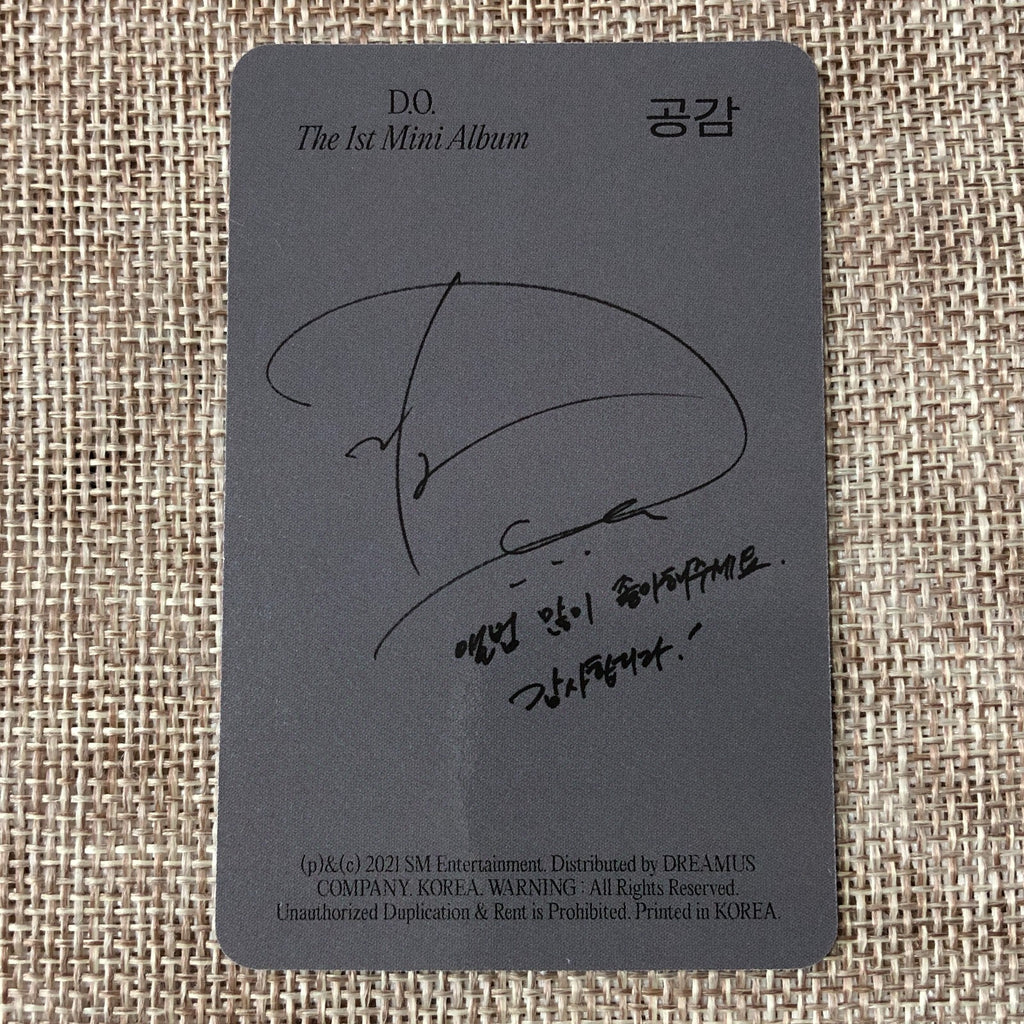 D.O.
The 1st Mini Album
공감
앨범 많이 좋아해주세요.
감사합니다!
(p)&(c) 2021 SM Entertainment. Distributed by DREAMUS
COMPANY. KOREA. WARNING : All Rights Reserved.
Unauthorized Duplication & Rent is Prohibited. Printed in KOREA.